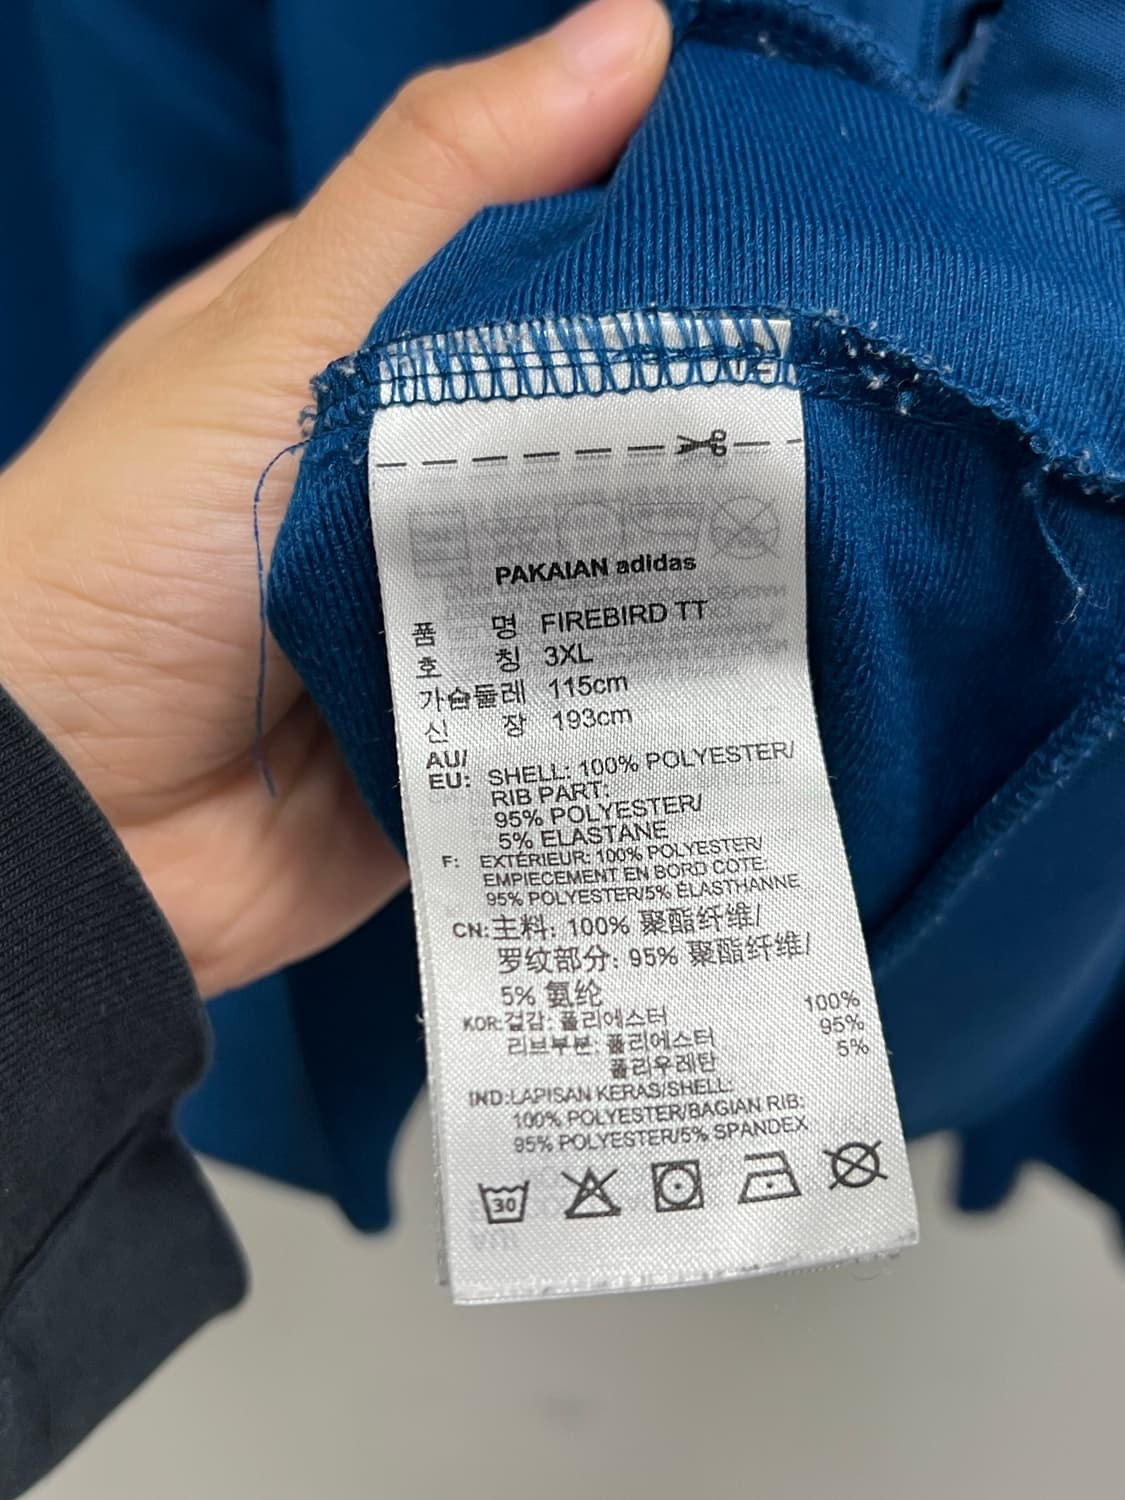 PAKAIAN adidas
품 명 FIREBIRD TT
호 칭 3XL
가슴둘레 115cm
신 장 193cm
AU/
EU: SHELL: 100% POLYESTER/
RIB PART:
95% POLYESTER/
5% ELASTANE
F: EXTÉRIEUR: 100% POLYESTER/
EMPIECEMENT EN BORD COTE:
95% POLYESTER/5% ÉLASTHANNE
CN: 主料: 100% 聚酯纤维/
罗纹部分: 95% 聚酯纤维/
5% 氨纶
KOR: 겉감: 폴리에스터 100%
리브부분: 폴리에스터 95%
폴리우레탄 5%
IND: LAPISAN KERAS/SHELL:
100% POLYESTER/BAGIAN RIB:
95% POLYESTER/5% SPANDEX
30